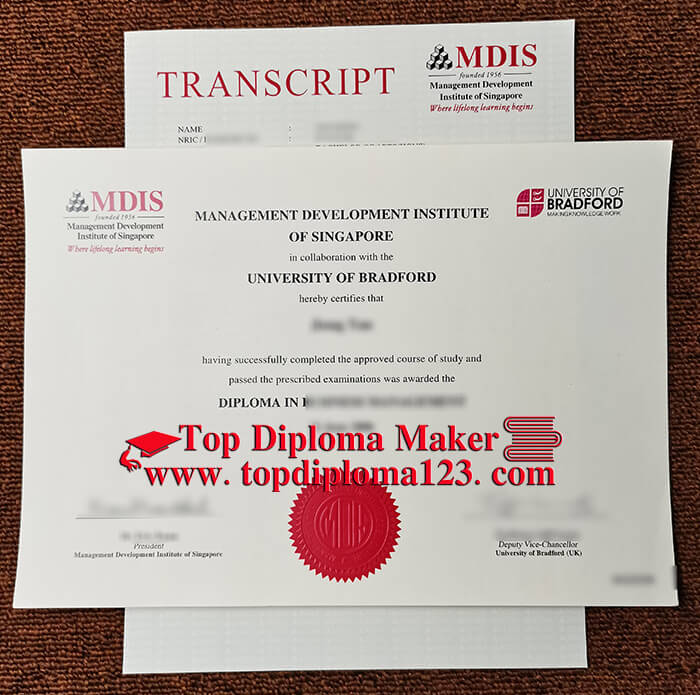 TRANSCRIPT
MDIS
founded 1956
Management Development
Institute of Singapore
Where lifelong learning begins
NAME :
NRIC / :
MDIS
founded 1956
Management Development
Institute of Singapore
Where lifelong learning begins
UNIVERSITY OF
BRADFORD
MAKING KNOWLEDGE WORK
MANAGEMENT DEVELOPMENT INSTITUTE
OF SINGAPORE
in collaboration with the
UNIVERSITY OF BRADFORD
hereby certifies that
having successfully completed the approved course of study and
passed the prescribed examinations was awarded the
DIPLOMA IN
Top Diploma Maker
www. topdiploma123. com
President
Management Development Institute of Singapore
Deputy Vice-Chancellor
University of Bradford (UK)